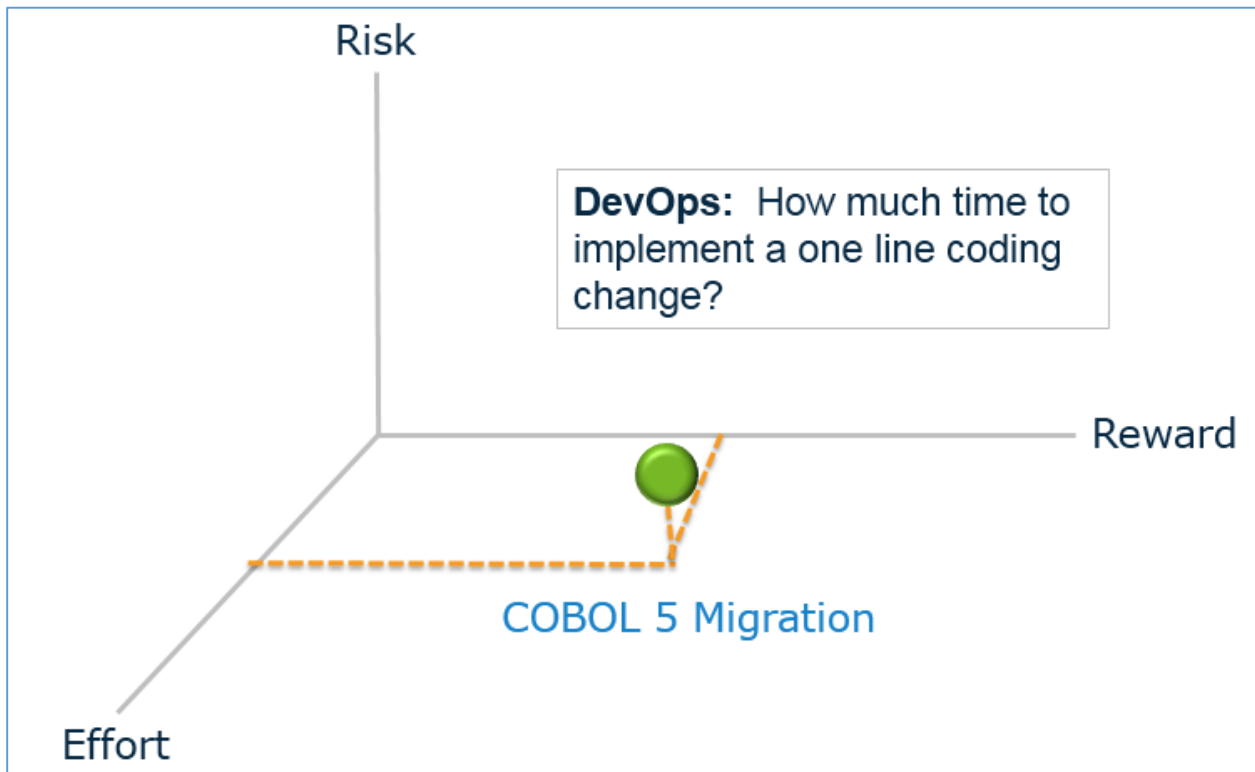 Risk
DevOps:  How much time to
implement a one line coding
change?
Reward
COBOL 5 Migration
Effort